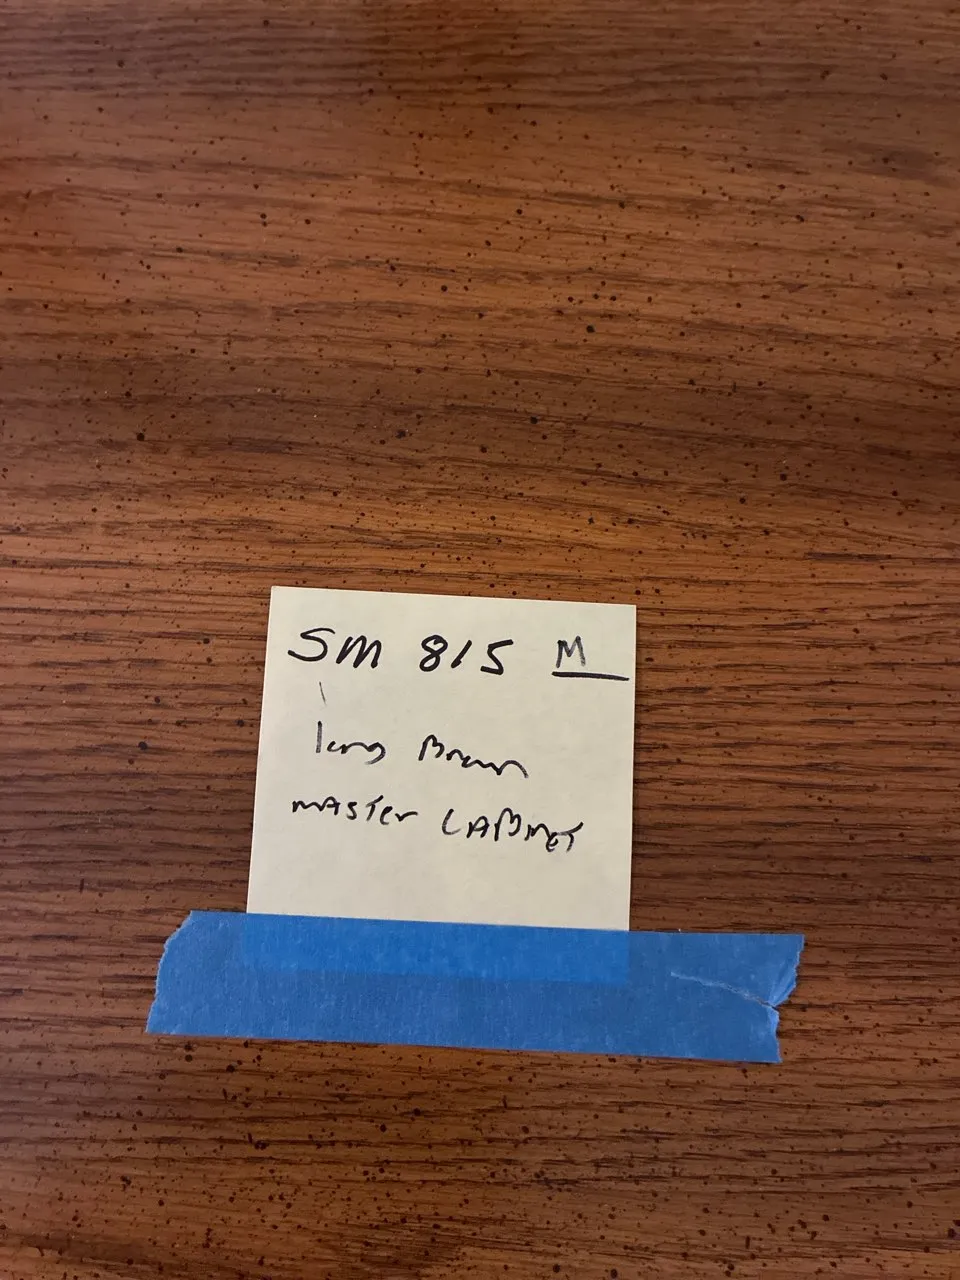 SM 815 M
long Brown
MASTer CABINET